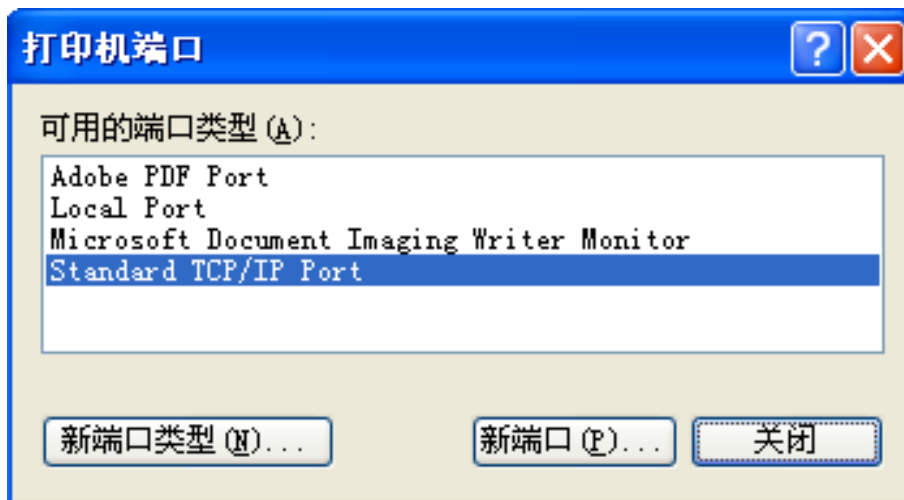 打印机端口
可用的端口类型(A):
Adobe PDF Port
Local Port
Microsoft Document Imaging Writer Monitor
Standard TCP/IP Port
新端口类型(N)... 新端口(P)... 关闭